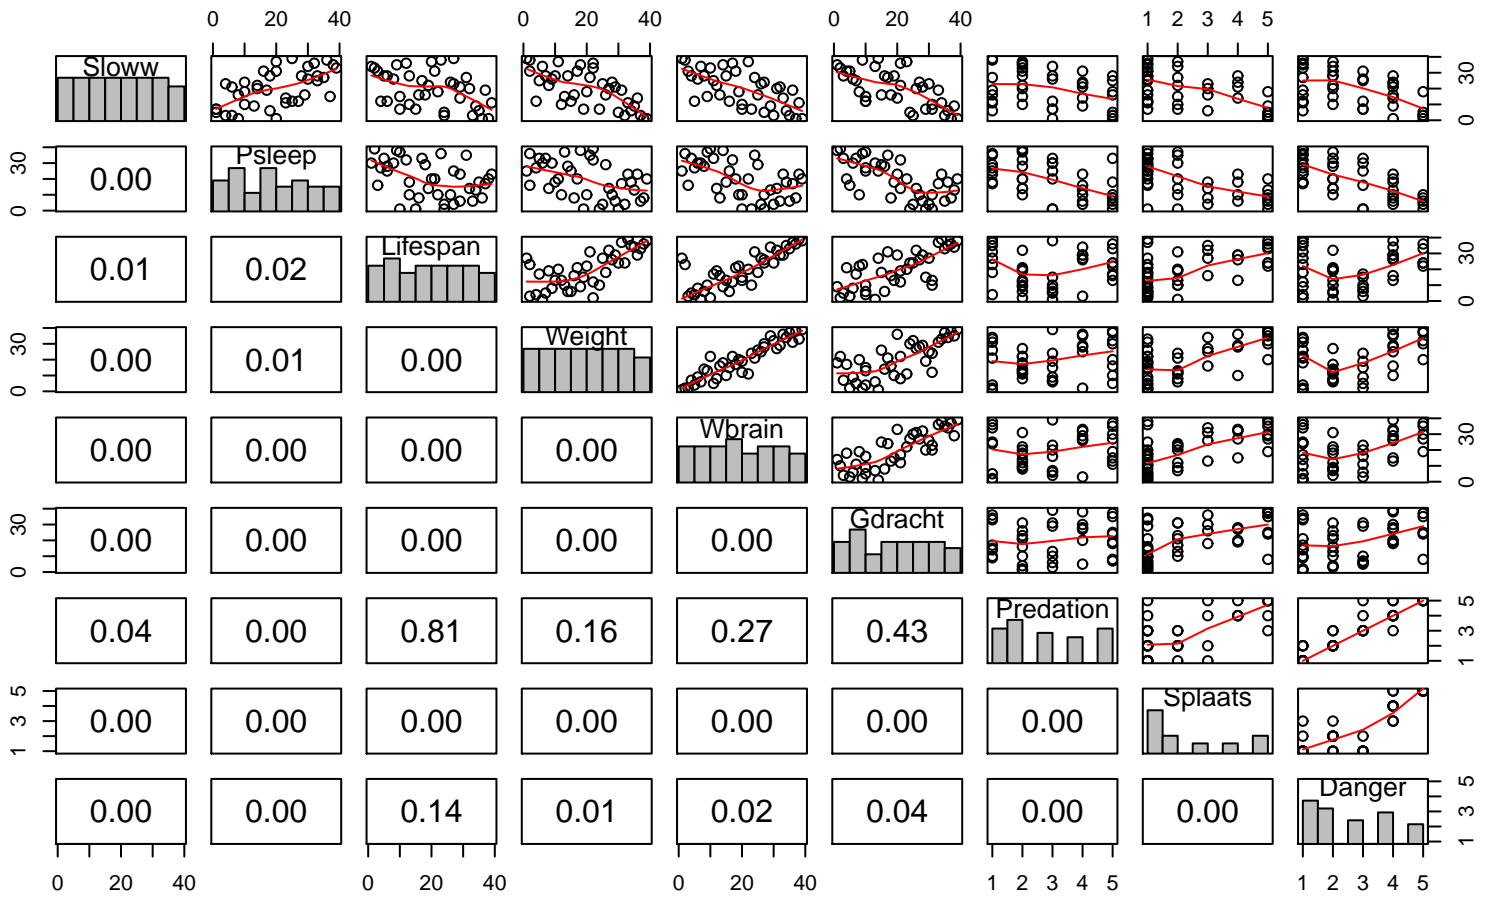 0 20 40 0 20 40 0 20 40 1 2 3 4 5
Sloww 0 30
0 30 0.00 Psleep
0.01 0.02 Lifespan 0 30
0 30 0.00 0.01 0.00 Weight
0.00 0.00 0.00 0.00 Wbrain 0 30
0 30 0.00 0.00 0.00 0.00 0.00 Gdracht
0.04 0.00 0.81 0.16 0.27 0.43 Predation 1 3 5
1 3 5 0.00 0.00 0.00 0.00 0.00 0.00 0.00 Splaats
0.00 0.00 0.14 0.01 0.02 0.04 0.00 0.00 Danger 1 3 5
0 20 40 0 20 40 0 20 40 1 2 3 4 5 1 2 3 4 5